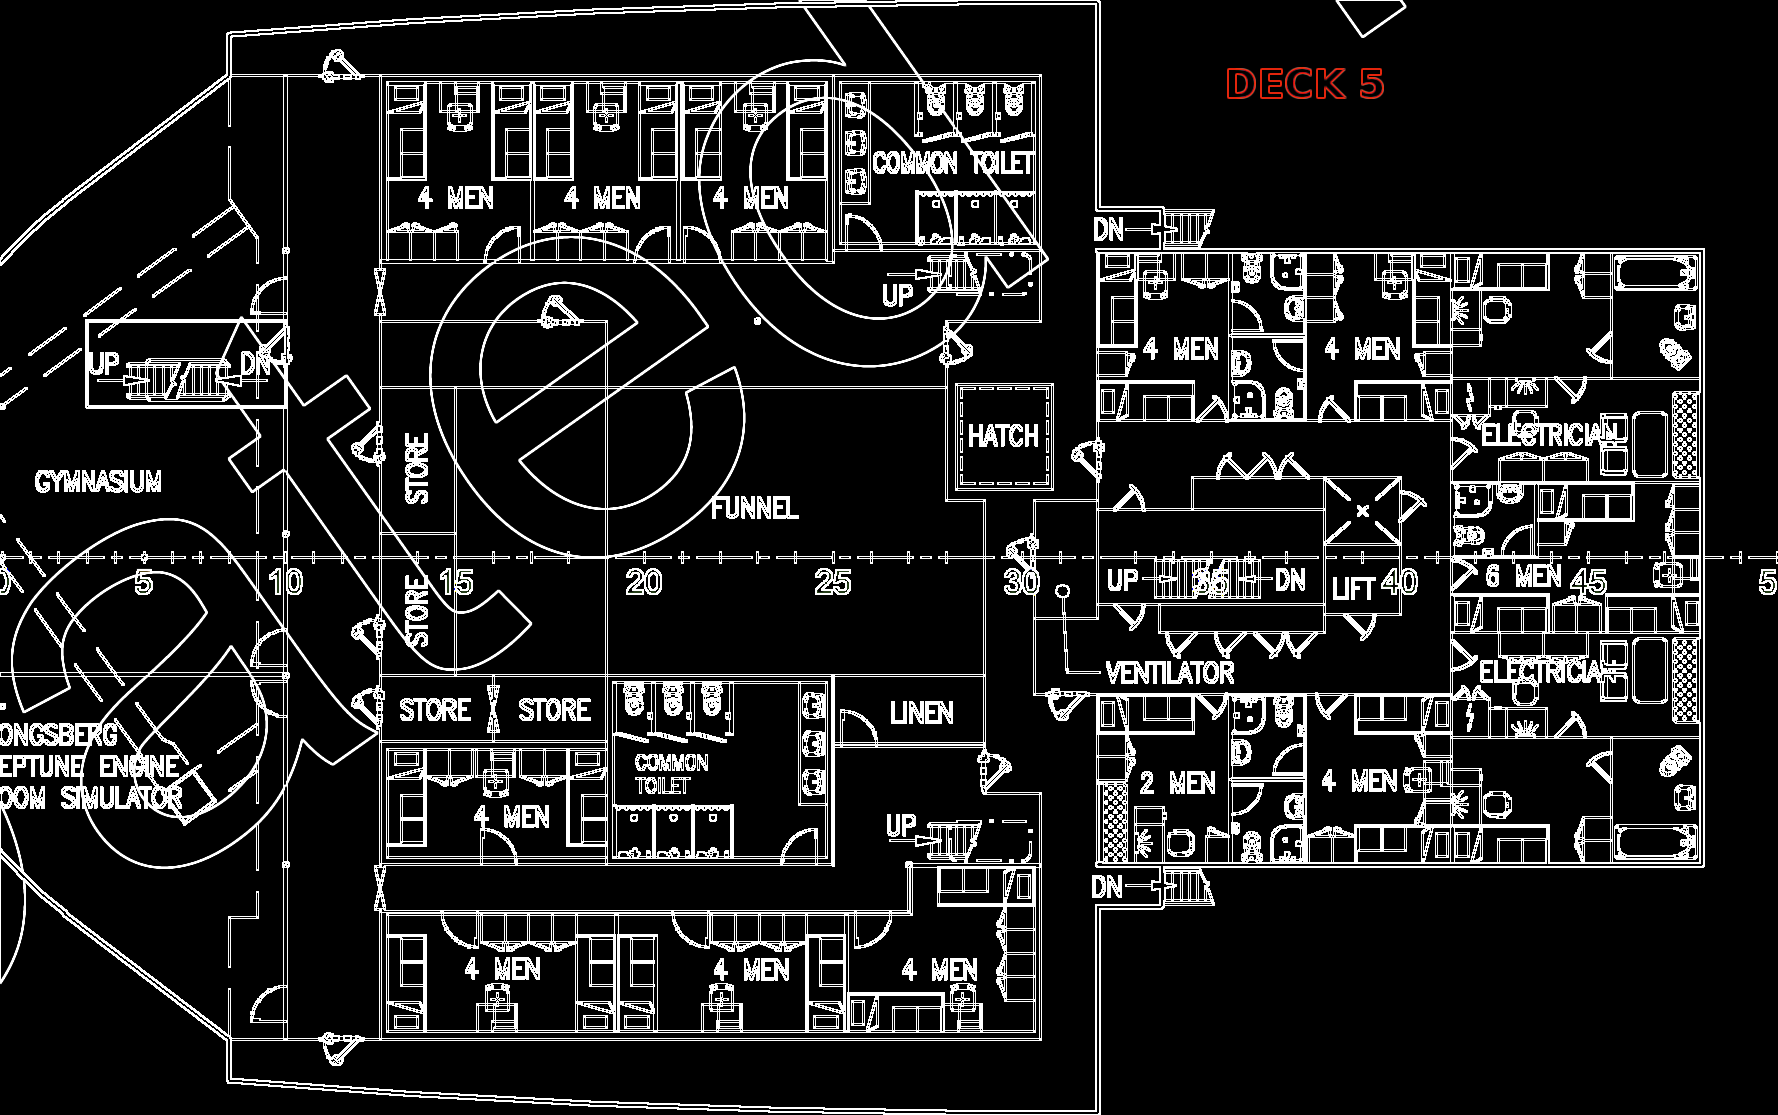 DECK 5
COMMON TOILET
4 MEN
4 MEN
4 MEN
DN
UP
UP
DN
4 MEN
4 MEN
HATCH
ELECTRICIAN
STORE
GYMNASIUM
FUNNEL
5
10
15
20
25
30
35
40
45
STORE
UP
DN
LIFT
6 MEN
VENTILATOR
ELECTRICIAN
STORE
STORE
LINEN
ONGSBERG
EPTUNE ENGINE
OOM SIMULATOR
COMMON
TOILET
4 MEN
2 MEN
4 MEN
UP
DN
4 MEN
4 MEN
4 MEN